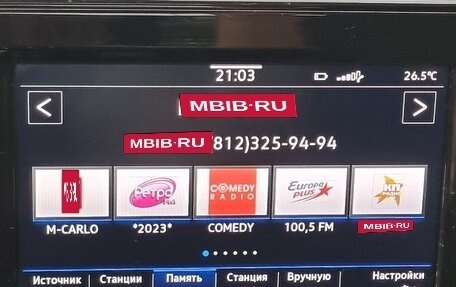 21:03
26.5°C
MBIB·RU
MBIB·RU 812)325-94-94
Ретро FM
COMEDY RADIO
Europa plus
КП
M-CARLO *2023* COMEDY 100,5 FM MBIB·RU
Источник Станции Память Станция Вручную Настройки